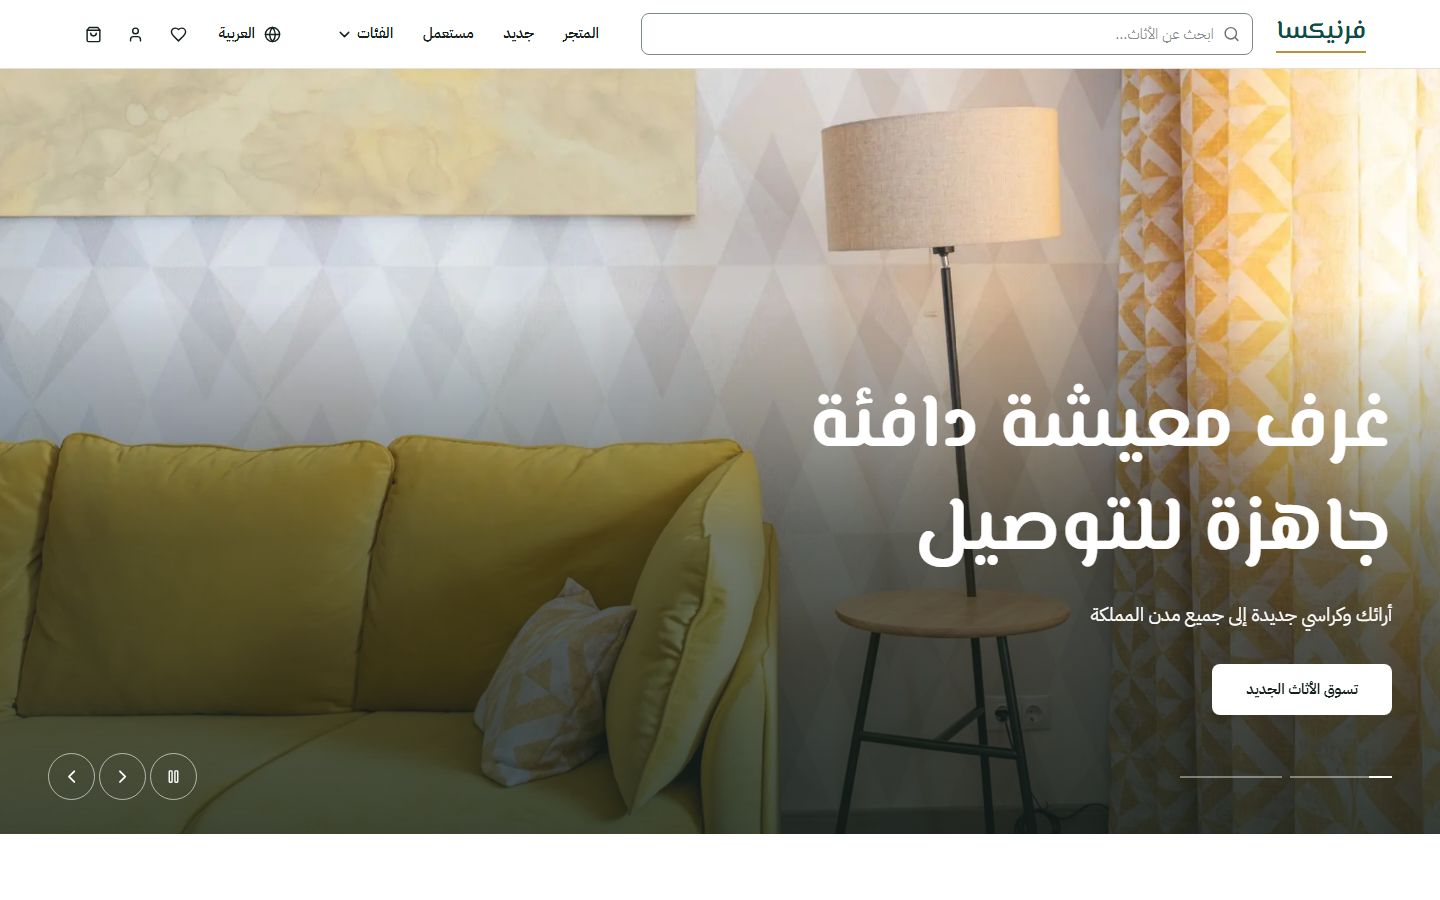 فرنيكسا
ابحث عن الأثاث...
المتجر
جديد
مستعمل
الفئات
العربية
غرف معيشة دافئة
جاهزة للتوصيل
أرائك وكراسي جديدة إلى جميع مدن المملكة
تسوق الأثاث الجديد